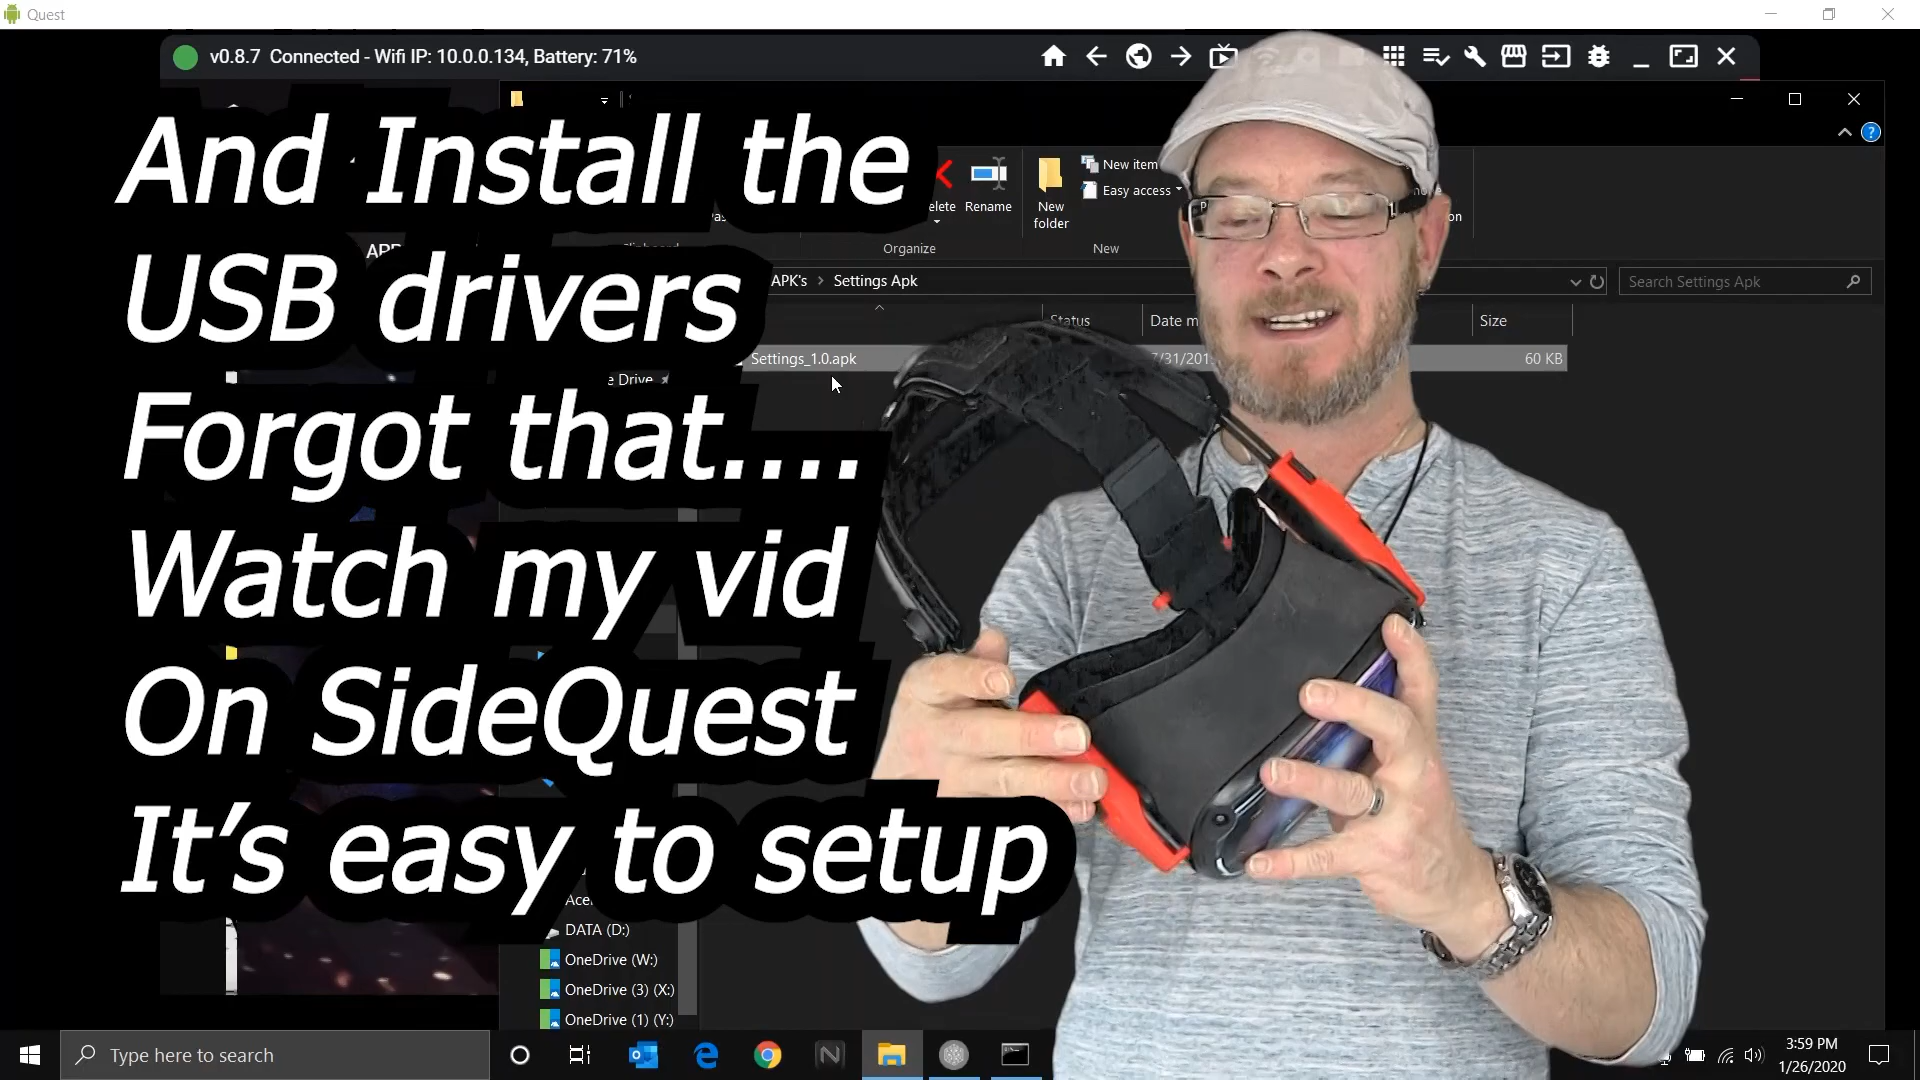 Quest
v0.8.7 Connected - Wifi IP: 10.0.0.134, Battery: 71%
And Install the
USB drivers
Forgot that....
Watch my vid
On SideQuest
It's easy to setup
Rename
New
folder
New item
Easy access
Organize
New
APK's > Settings Apk
Search Settings Apk
Status
Size
Settings_1.0.apk
60 KB
DATA (D:)
OneDrive (W:)
OneDrive (3) (X:)
OneDrive (1) (Y:)
Type here to search
3:59 PM
1/26/2020